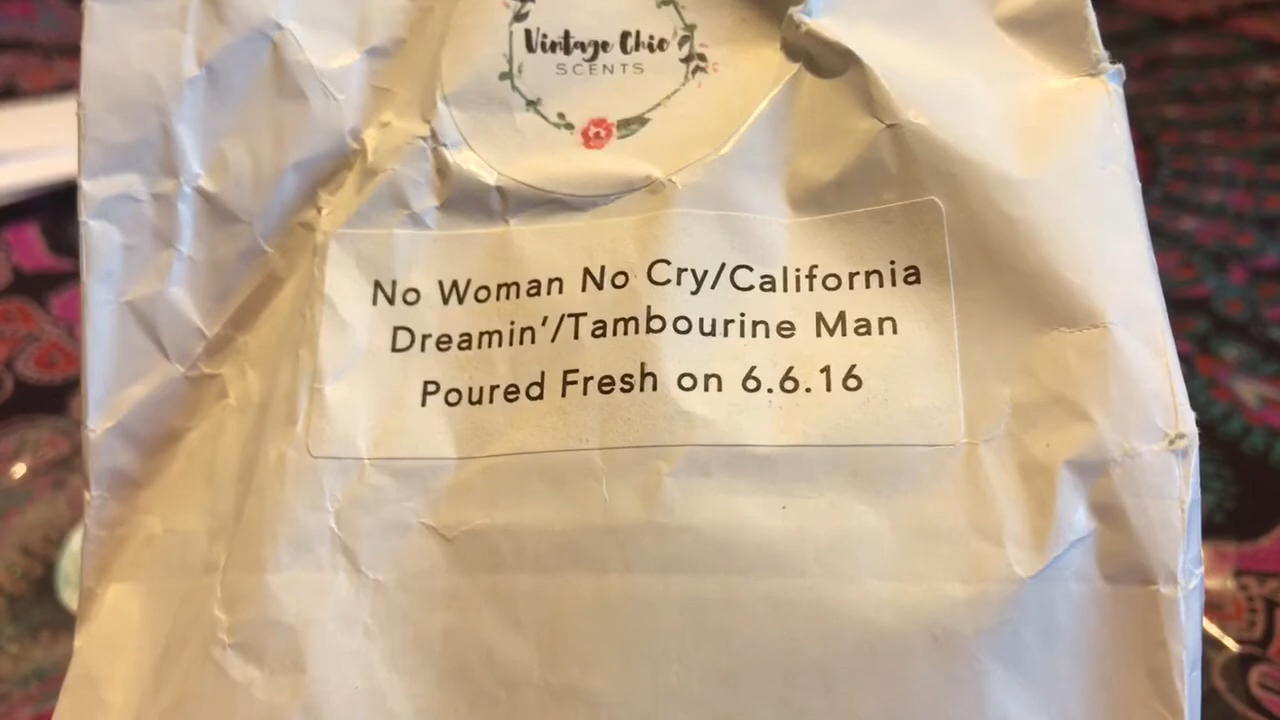 Vintage Chic
SCENTS
No Woman No Cry/California
Dreamin'/Tambourine Man
Poured Fresh on 6.6.16